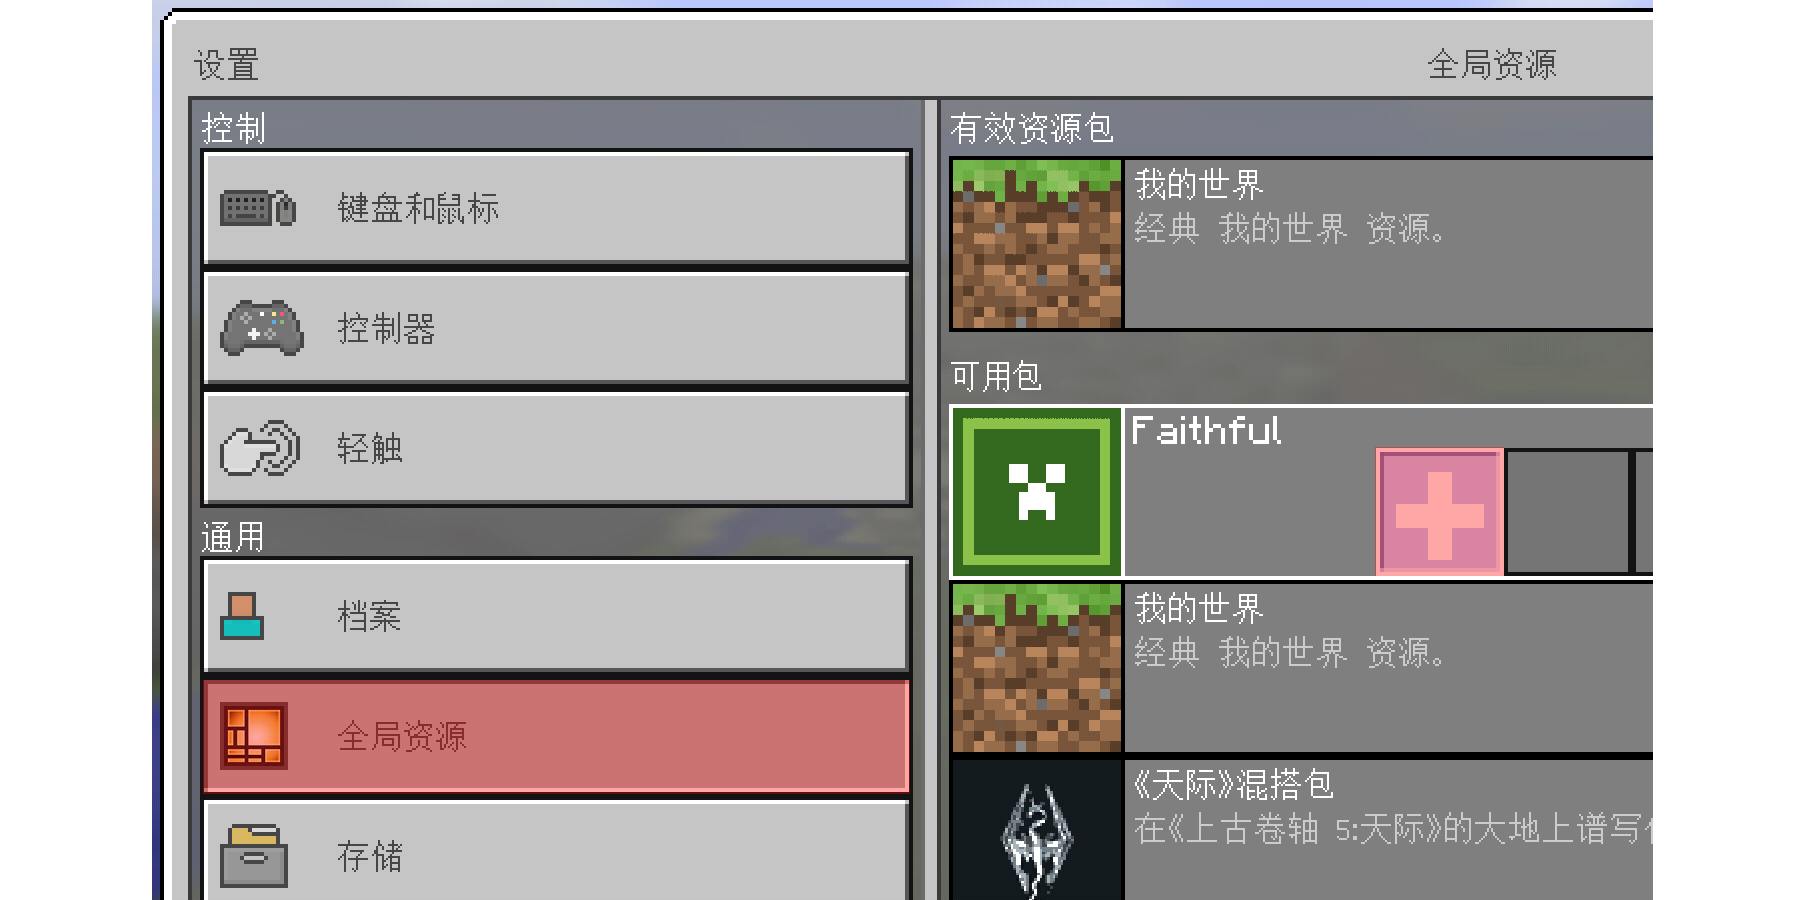 设置
全局资源
控制
键盘和鼠标
控制器
轻触
通用
档案
全局资源
存储
有效资源包
我的世界
经典 我的世界 资源。
可用包
Faithful
我的世界
经典 我的世界 资源。
《天际》混搭包
在《上古卷轴 5:天际》的大地上谱写